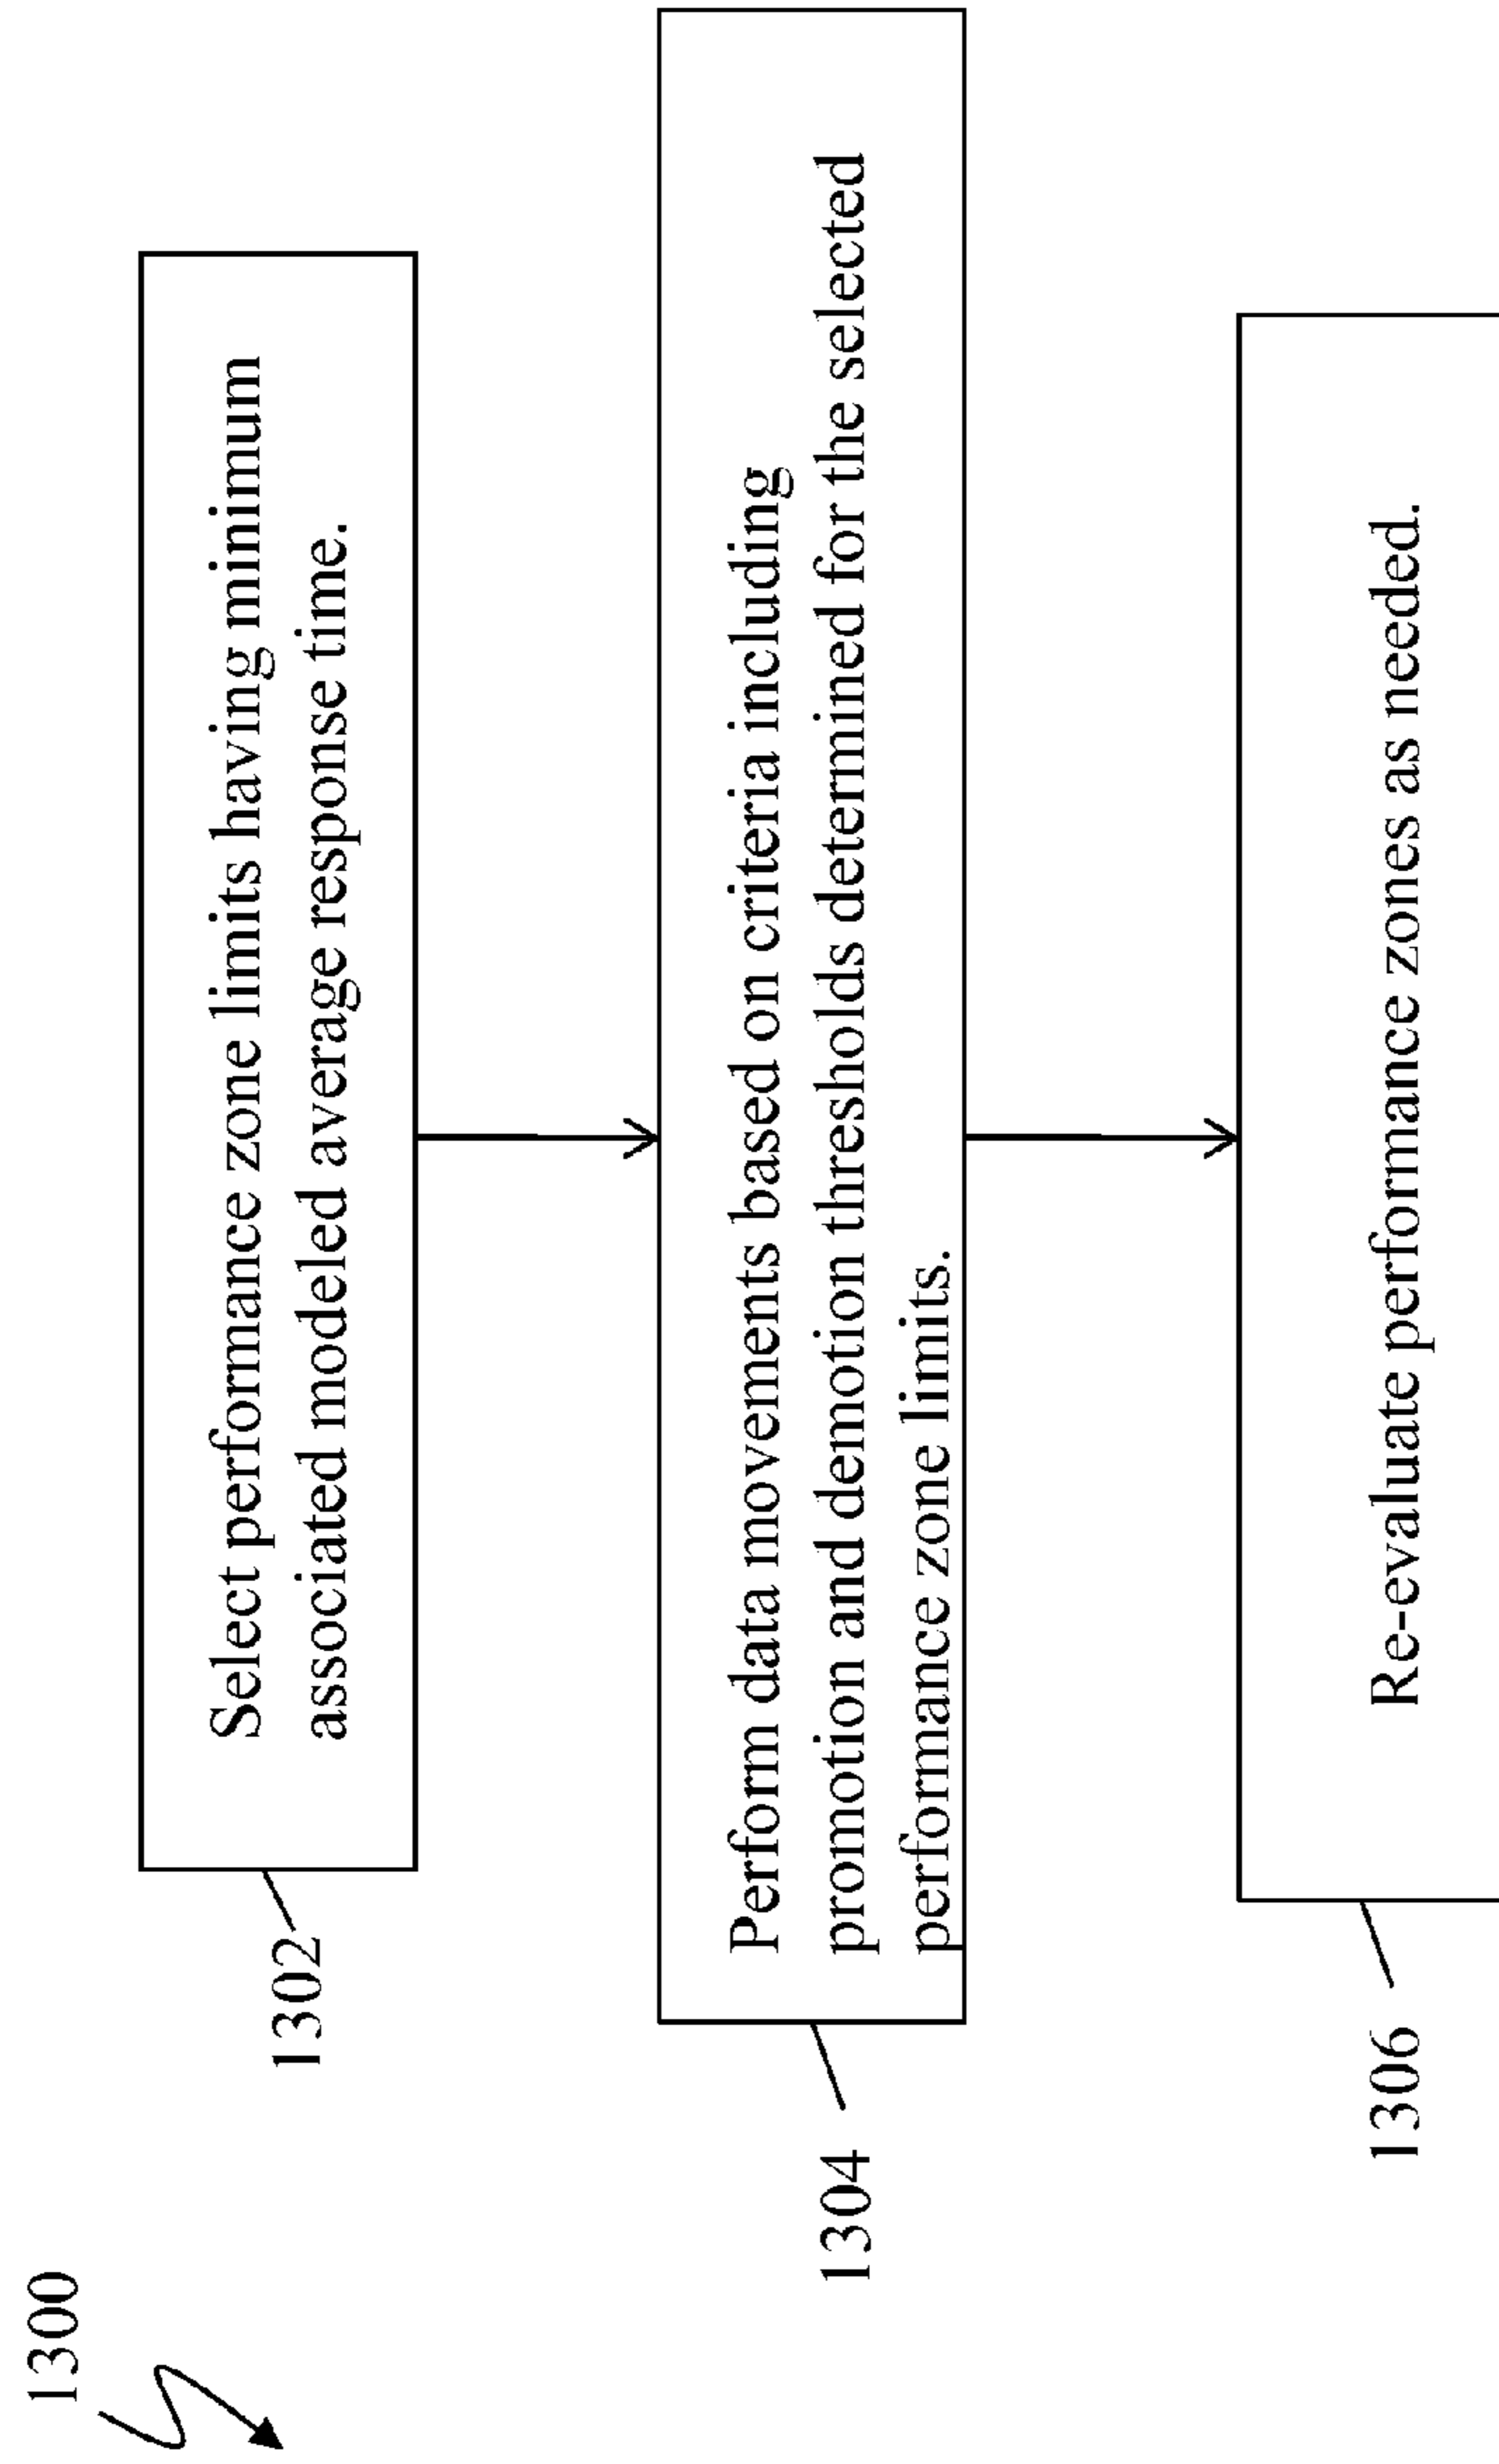 1300
Select performance zone limits having minimum
associated modeled average response time.
1302
Perform data movements based on criteria including
promotion and demotion thresholds determined for the selected
performance zone limits.
1304
Re-evaluate performance zones as needed.
1306